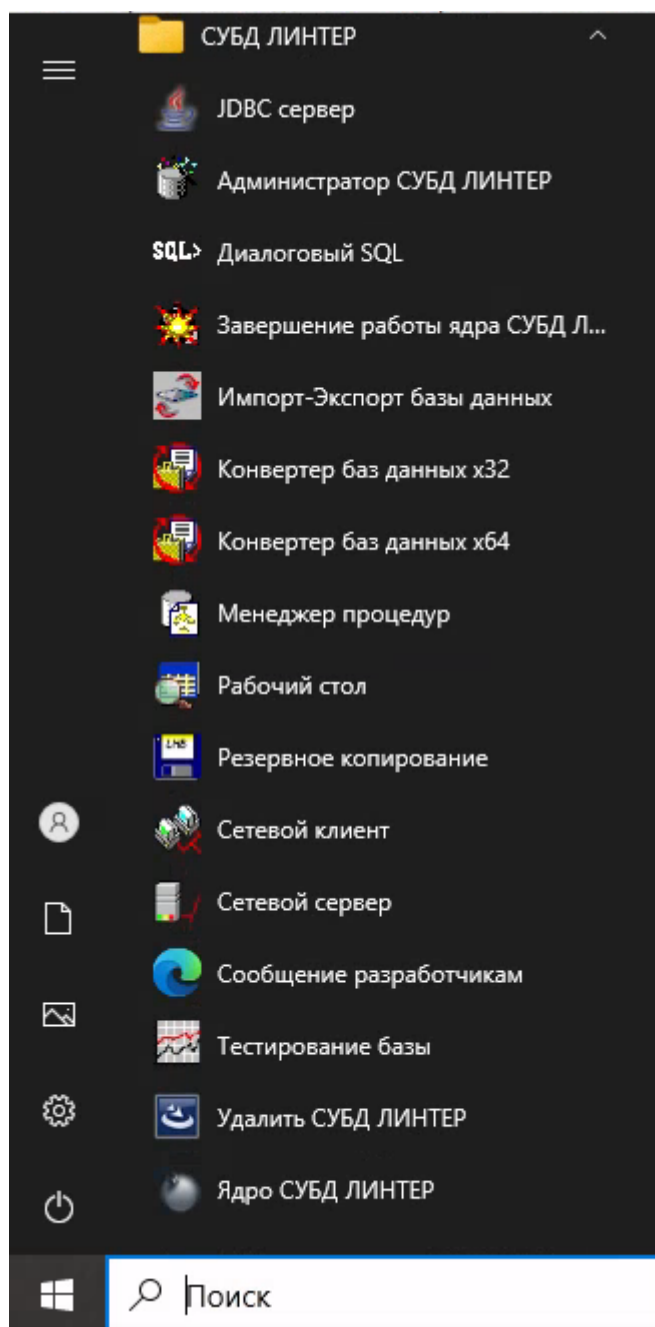 СУБД ЛИНТЕР
JDBC сервер
Администратор СУБД ЛИНТЕР
SQL> Диалоговый SQL
Завершение работы ядра СУБД Л...
Импорт-Экспорт базы данных
Конвертер баз данных x32
Конвертер баз данных x64
Менеджер процедур
Рабочий стол
LHB Резервное копирование
Сетевой клиент
Сетевой сервер
Сообщение разработчикам
Тестирование базы
Удалить СУБД ЛИНТЕР
Ядро СУБД ЛИНТЕР
Поиск